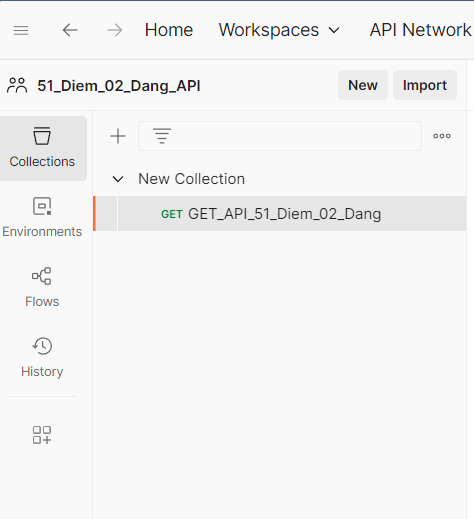 Home Workspaces API Network
51_Diem_02_Dang_API New Import
Collections
New Collection
GET GET_API_51_Diem_02_Dang
Environments
Flows
History